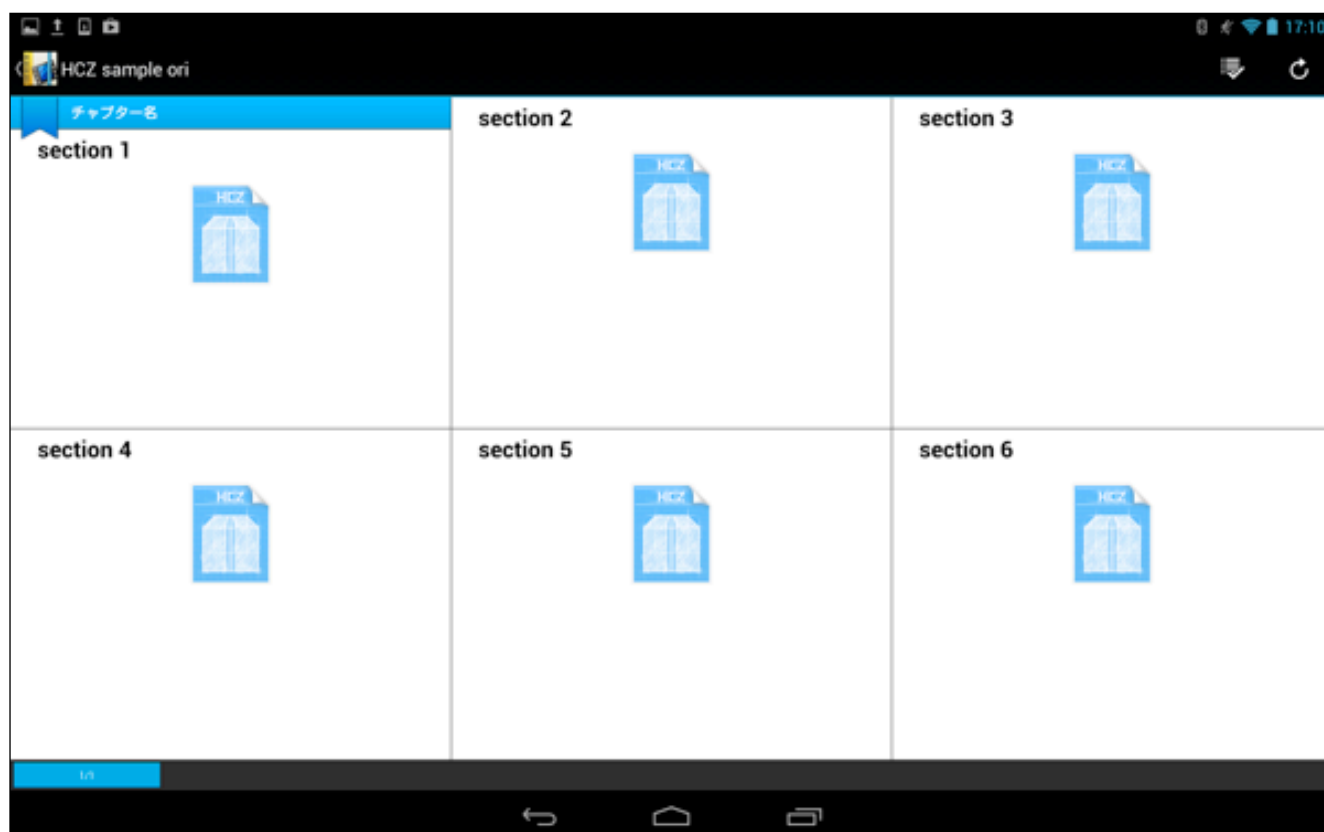 17:10
HCZ sample ori
チャプター名
section 1
HCZ
section 2
HCZ
section 3
HCZ
section 4
HCZ
section 5
HCZ
section 6
HCZ
1/1